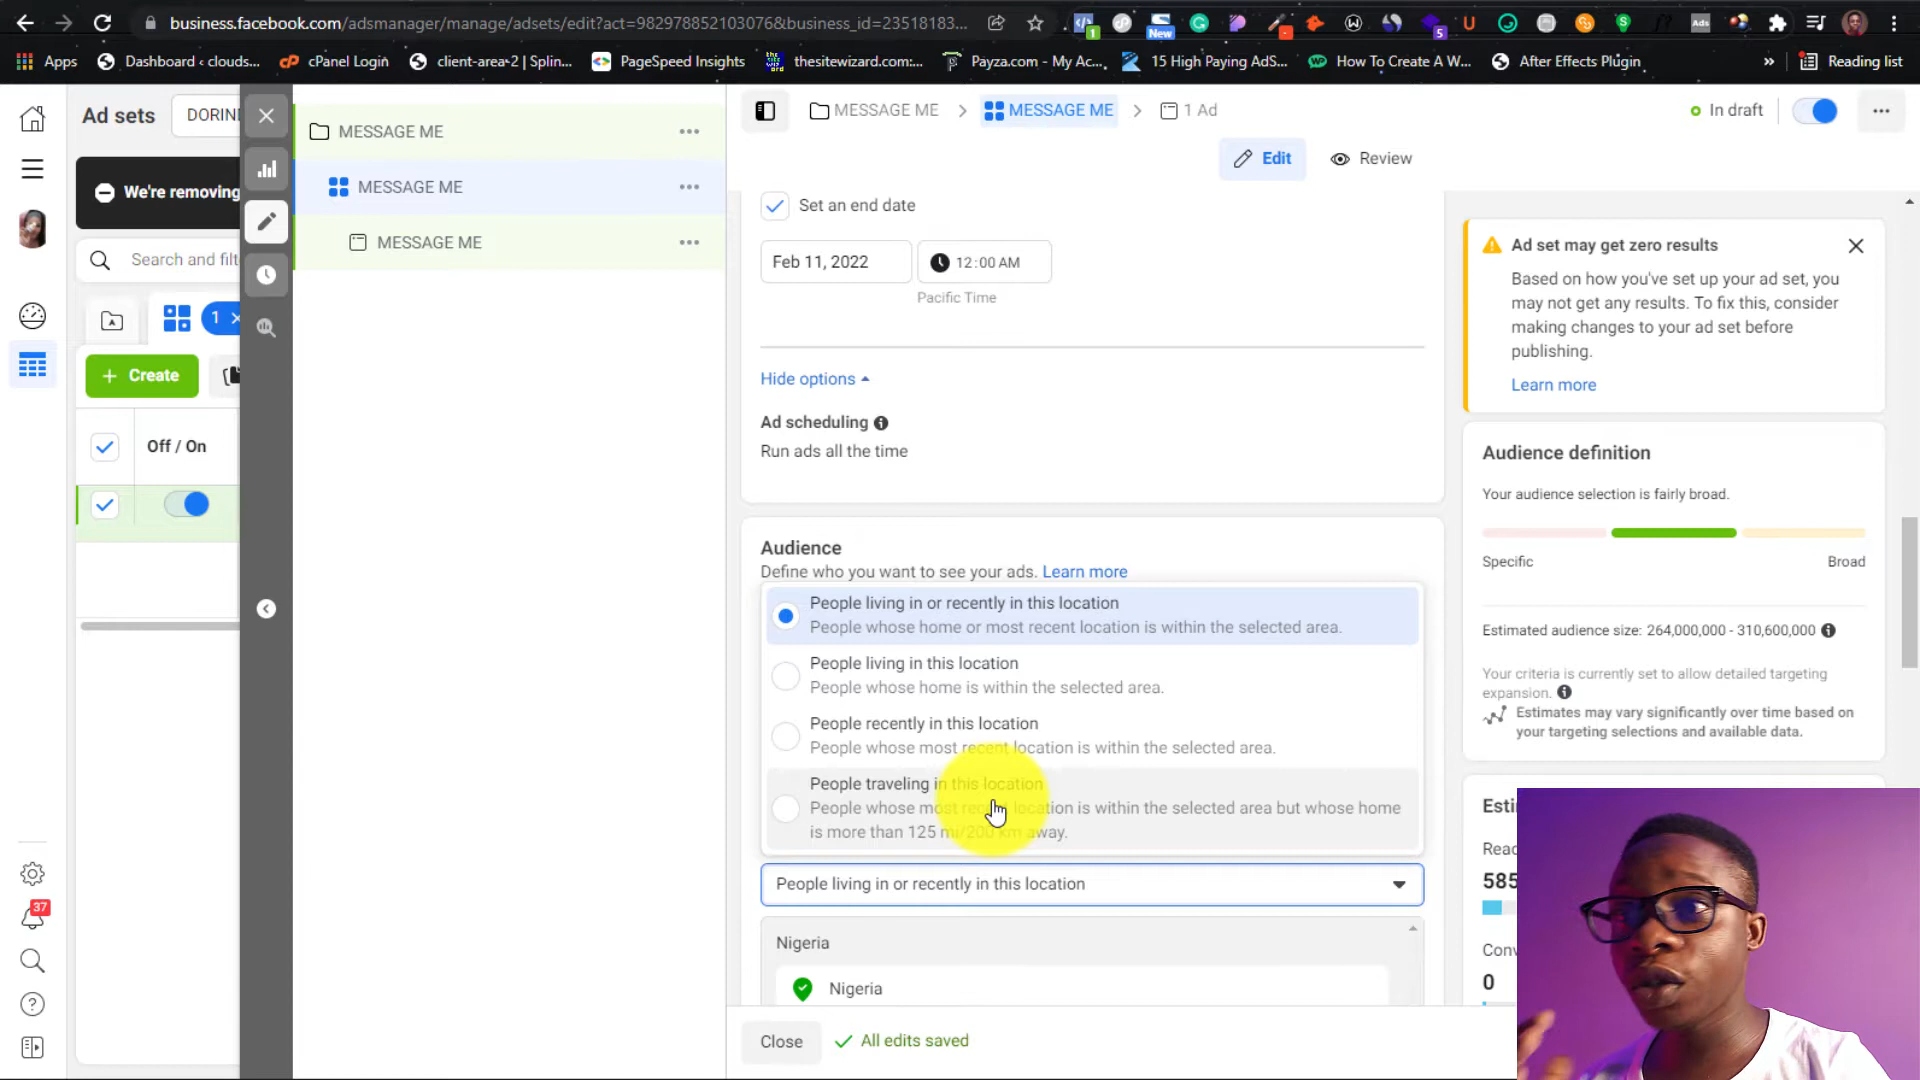 business.facebook.com/adsmanager/manage/adsets/edit?act=982978852103076&business_id=23518183...
1
New
5
Ads
Apps
Dashboard ‹ clouds...
cPanel Login
client-area-2 | Splin...
PageSpeed Insights
thesitewizard.com:...
Payza.com - My Ac...
15 High Paying AdS...
How To Create A W...
After Effects Plugin
»
Reading list
Ad sets
DORIN
MESSAGE ME
MESSAGE ME
MESSAGE ME
MESSAGE ME
MESSAGE ME
1 Ad
In draft
Edit
Review
We're removing
Search and filt
1
Create
Off / On
37
Set an end date
Feb 11, 2022
12:00 AM
Pacific Time
Hide options
Ad scheduling
Run ads all the time
Audience
Define who you want to see your ads. Learn more
People living in or recently in this location
People whose home or most recent location is within the selected area.
People living in this location
People whose home is within the selected area.
People recently in this location
People whose most recent location is within the selected area.
People traveling in this location
People whose most recent location is within the selected area but whose home
is more than 125 mi/200 km away.
People living in or recently in this location
Nigeria
Nigeria
Close
All edits saved
Ad set may get zero results
Based on how you've set up your ad set, you
may not get any results. To fix this, consider
making changes to your ad set before
publishing.
Learn more
Audience definition
Your audience selection is fairly broad.
Specific
Broad
Estimated audience size: 264,000,000 - 310,600,000
Your criteria is currently set to allow detailed targeting
expansion.
Estimates may vary significantly over time based on
your targeting selections and available data.
Esti
Reac
585
Conv
0